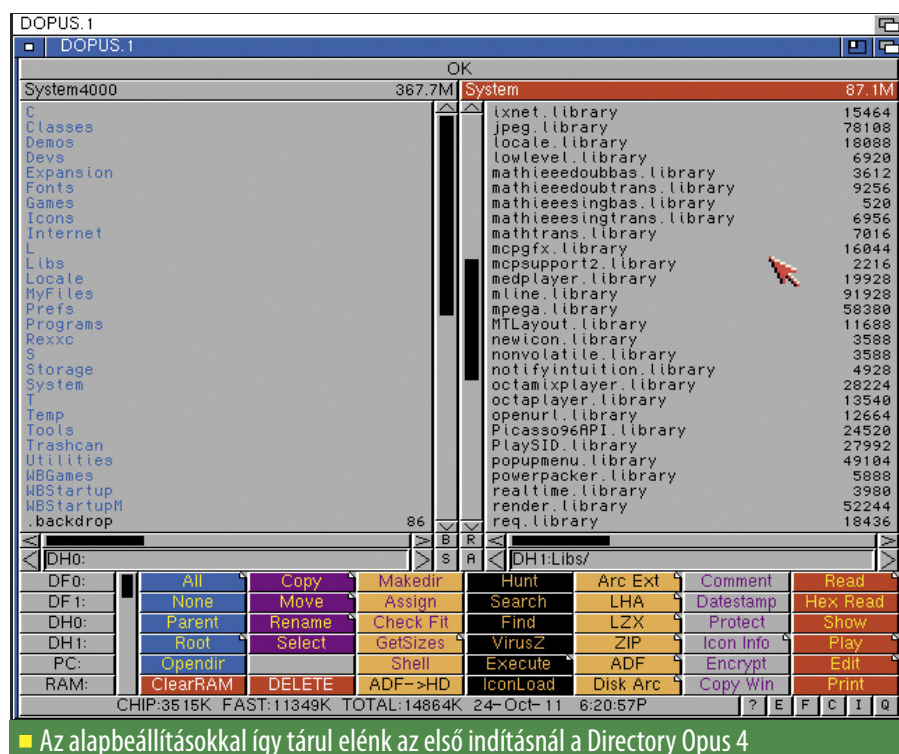 DOPUS.1
DOPUS.1
OK
System4000 367.7M System 87.1M
C
Classes
Demos
Devs
Expansion
Fonts
Games
Icons
Internet
L
Libs
Locale
MyFiles
Prefs
Programs
Rexxc
S
Storage
System
T
Temp
Tools
Trashcan
Utilities
WBGames
WBStartup
WBStartupM
.backdrop 86
ixnet.library 15464
jpeg.library 78108
locale.library 18088
lowlevel.library 6920
mathieeedoubbas.library 3612
mathieeedoubtrans.library 9256
mathieeesingbas.library 520
mathieeesingtrans.library 6956
mathtrans.library 7016
mcpgfx.library 16044
mcpsupport2.library 2216
medplayer.library 19928
mline.library 91928
mpega.library 58380
MTLayout.library 11688
newicon.library 3588
nonvolatile.library 3588
notifyintuition.library 4928
octamixplayer.library 28224
octaplayer.library 13540
openurl.library 12664
Picasso96API.library 24520
PlaySID.library 27992
popupmenu.library 49104
powerpacker.library 5888
realtime.library 3980
render.library 52244
req.library 18436
B R
DH0: S A DH1:Libs/
DF0: All Copy Makedir Hunt Arc Ext Comment Read
DF1: None Move Assign Search LHA Datestamp Hex Read
DH0: Parent Rename Check Fit Find LZX Protect Show
DH1: Root Select GetSizes VirusZ ZIP Icon Info Play
PC: Opendir Shell Execute ADF Encrypt Edit
RAM: ClearRAM DELETE ADF->HD IconLoad Disk Arc Copy Win Print
CHIP:3515K FAST:11349K TOTAL:14864K 24-Oct-11 6:20:57P ? E F C I Q
Az alapbeállításokkal így tárul elénk az első indításnál a Directory Opus 4